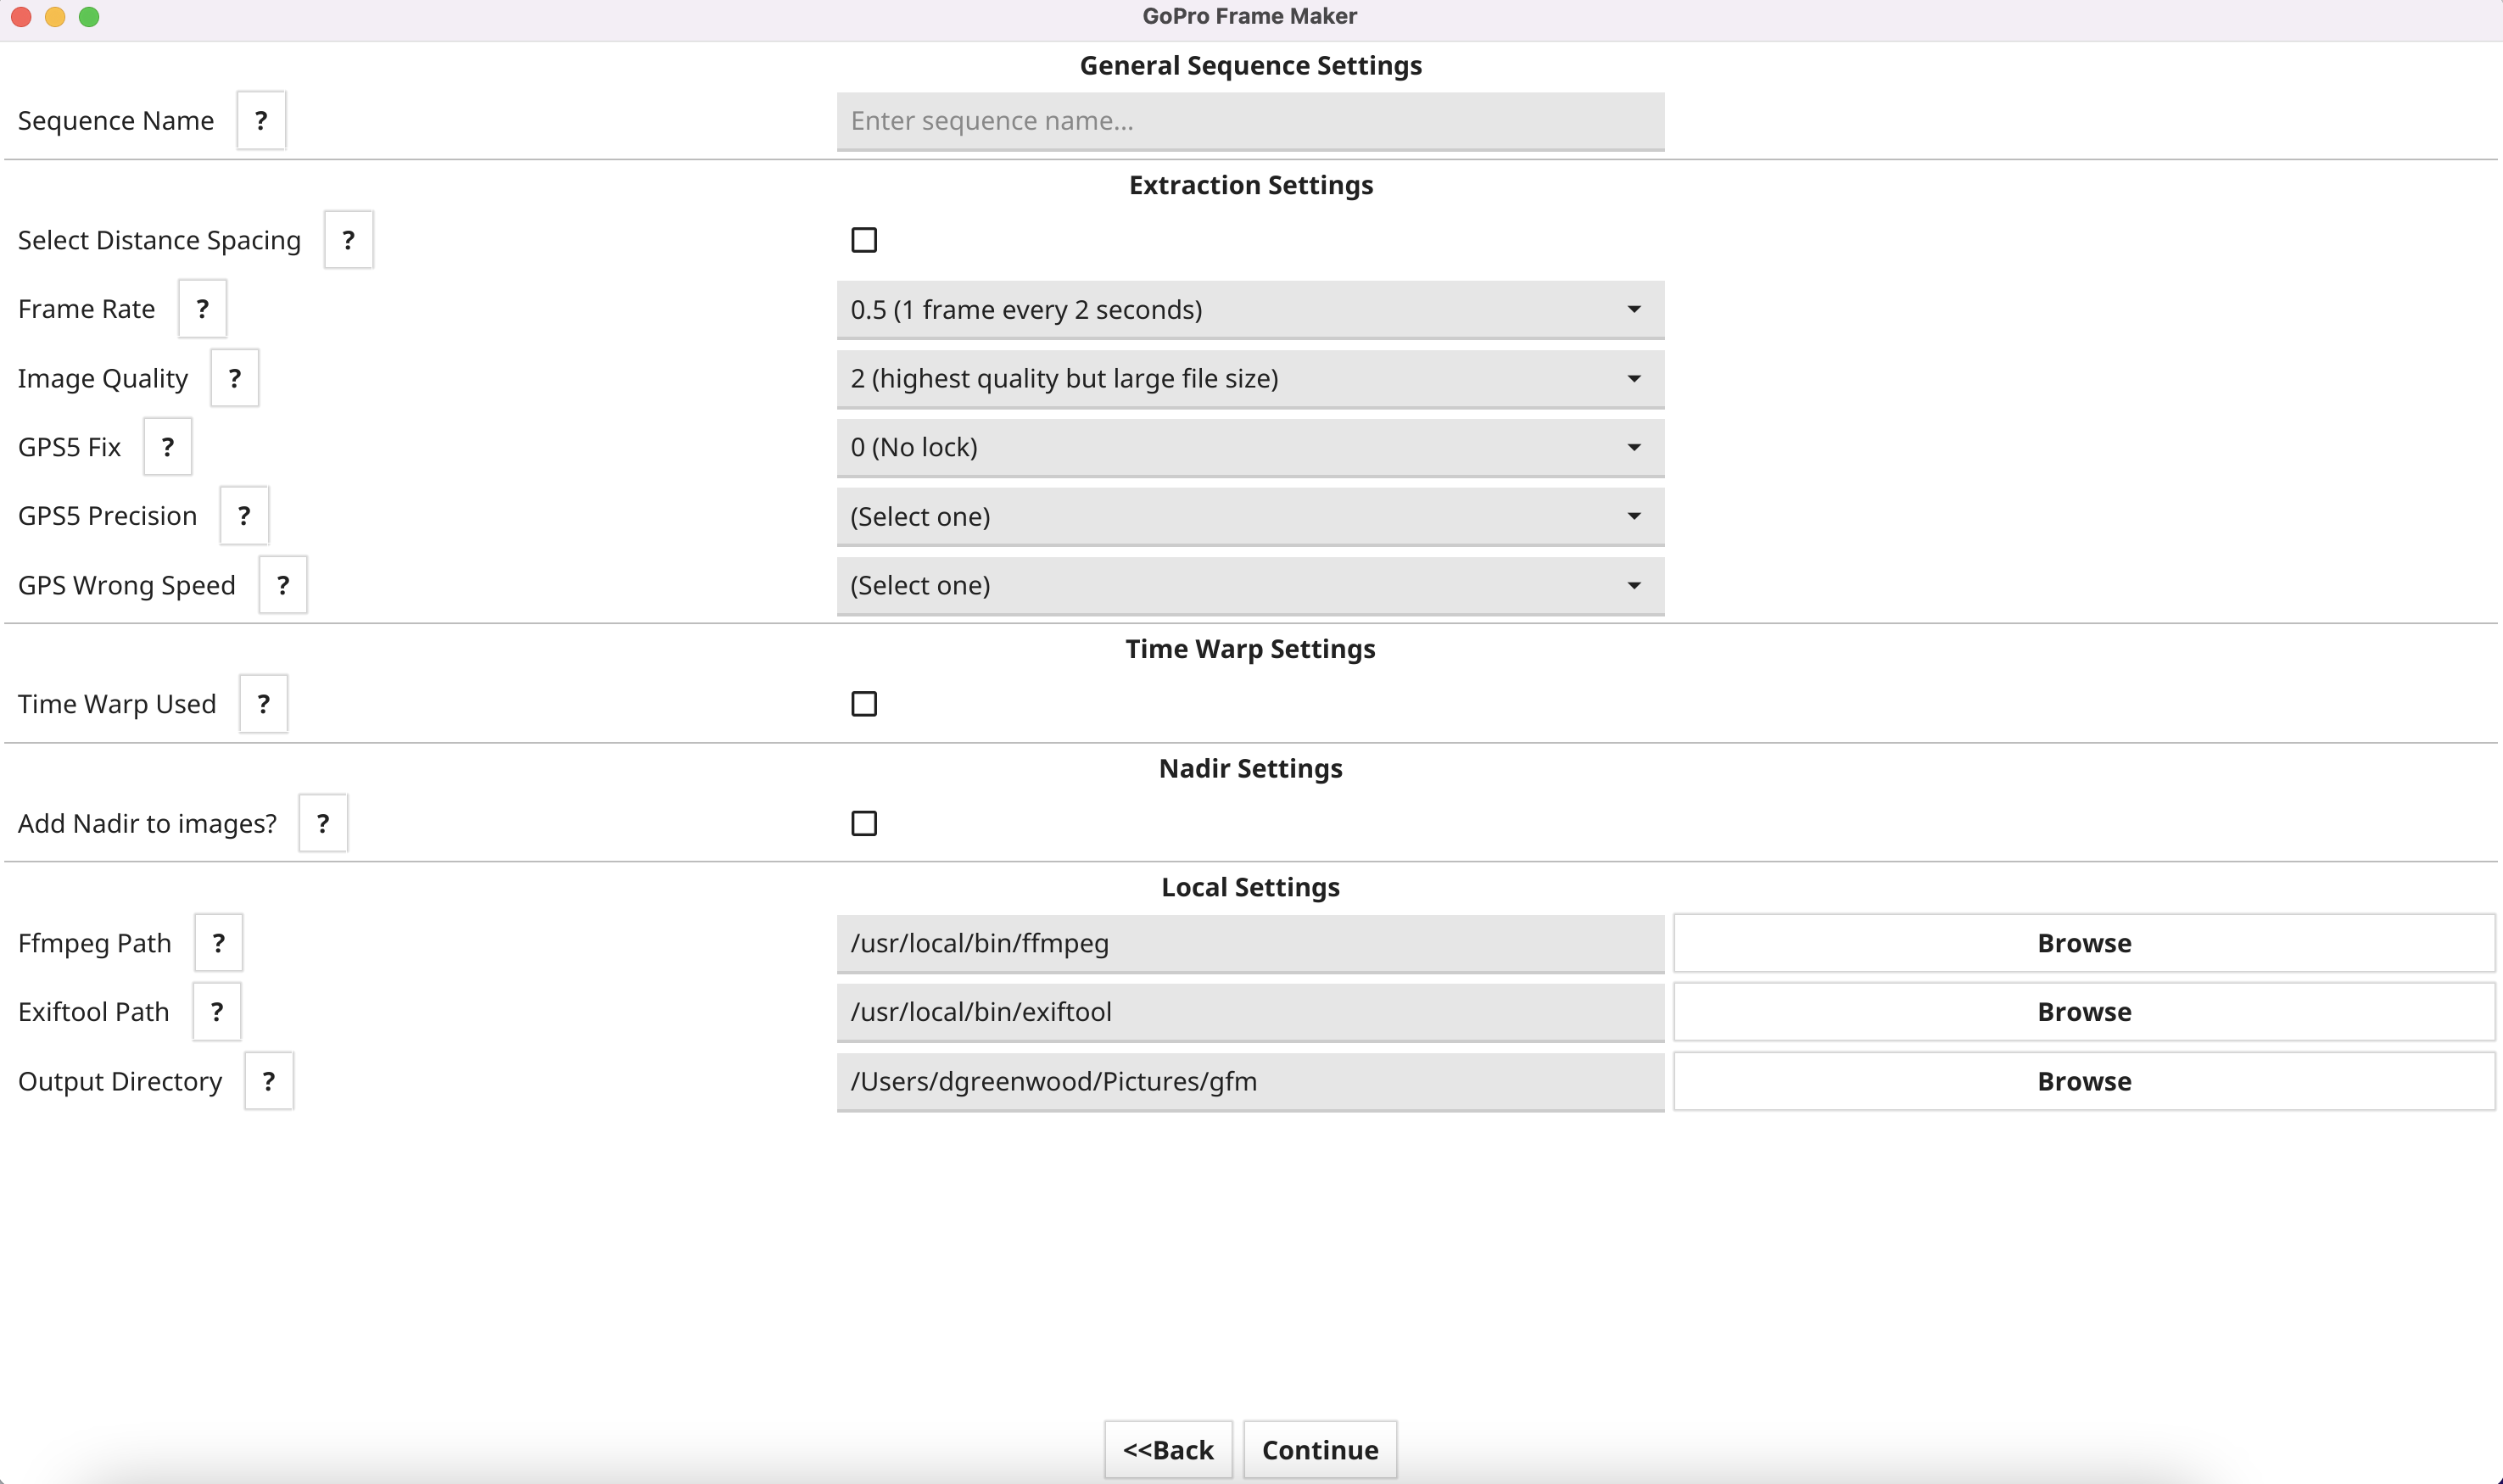 GoPro Frame Maker
General Sequence Settings
Sequence Name ? Enter sequence name...
Extraction Settings
Select Distance Spacing ?
Frame Rate ? 0.5 (1 frame every 2 seconds)
Image Quality ? 2 (highest quality but large file size)
GPS5 Fix ? 0 (No lock)
GPS5 Precision ? (Select one)
GPS Wrong Speed ? (Select one)
Time Warp Settings
Time Warp Used ?
Nadir Settings
Add Nadir to images? ?
Local Settings
Ffmpeg Path ? /usr/local/bin/ffmpeg Browse
Exiftool Path ? /usr/local/bin/exiftool Browse
Output Directory ? /Users/dgreenwood/Pictures/gfm Browse
<<Back Continue